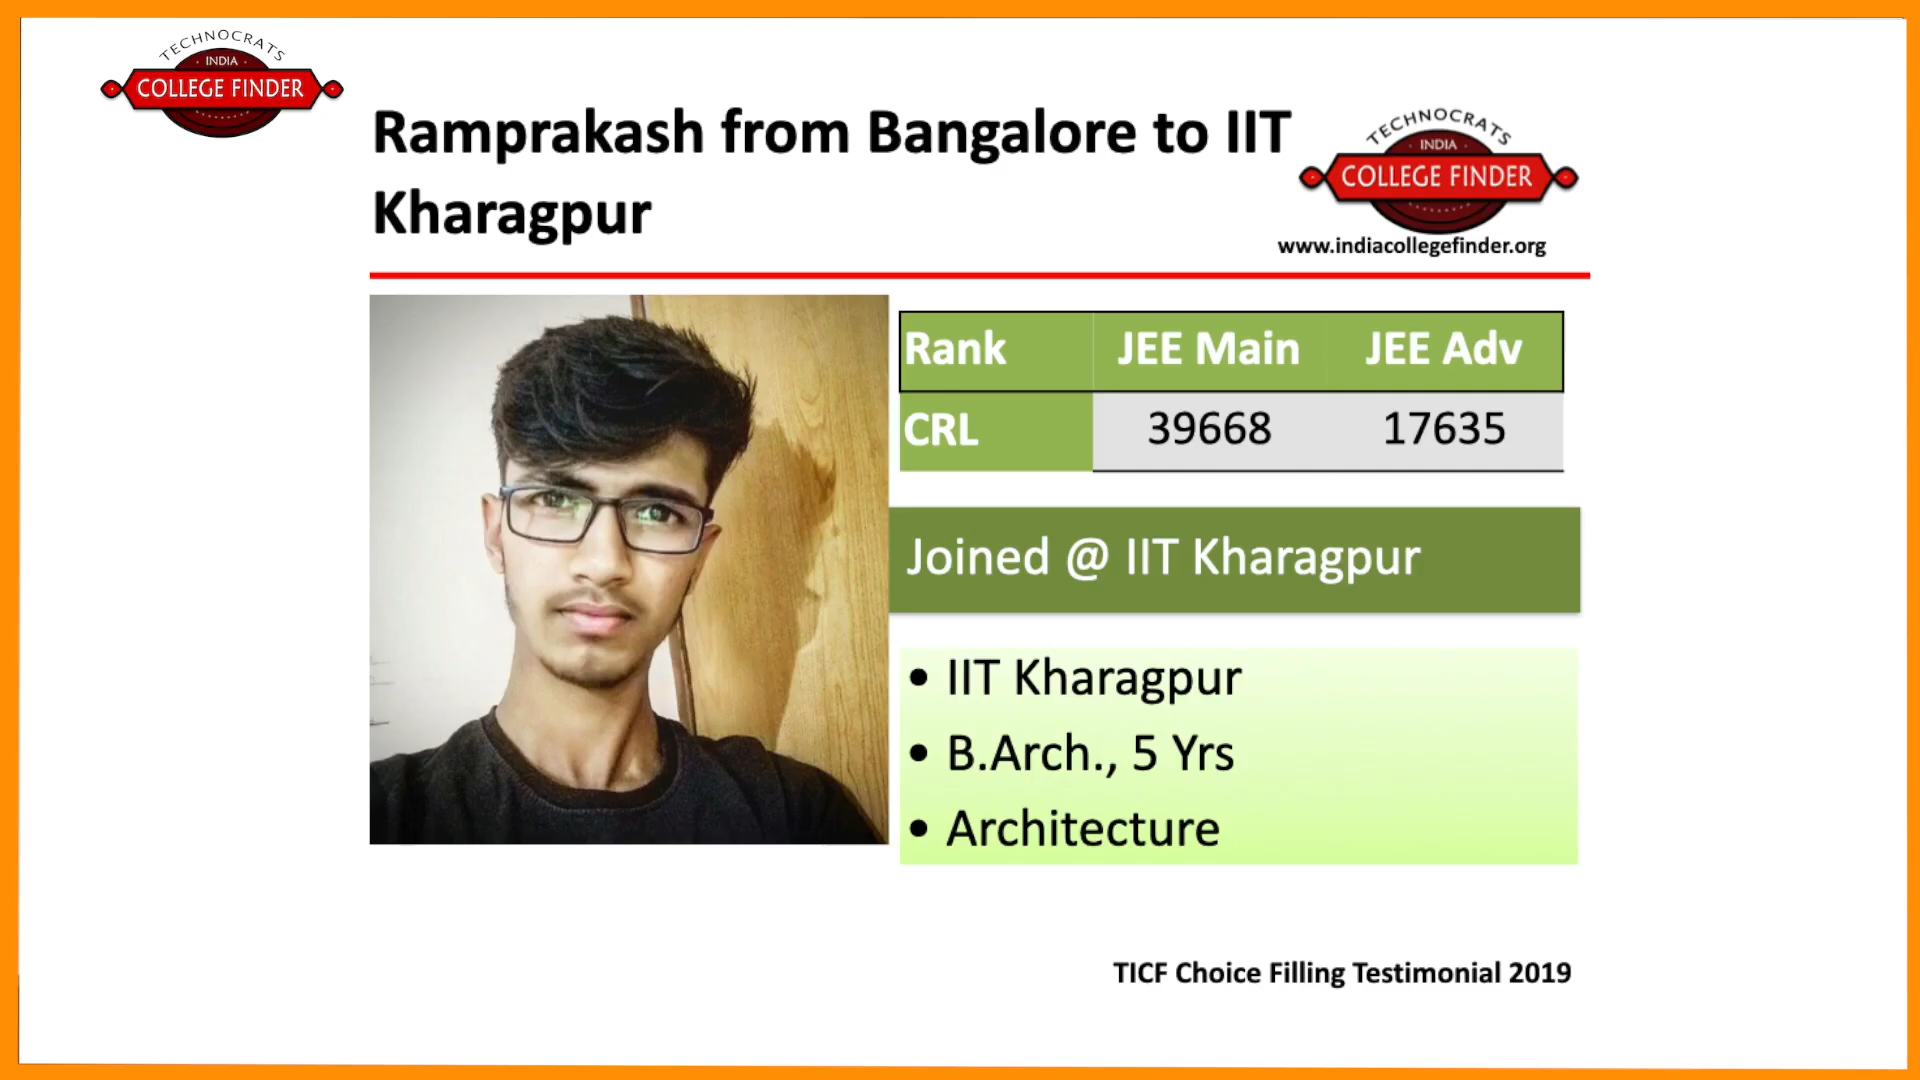 TECHNOCRATS
INDIA
COLLEGE FINDER
Ramprakash from Bangalore to IIT
Kharagpur
TECHNOCRATS
INDIA
COLLEGE FINDER
www.indiacollegefinder.org
Rank JEE Main JEE Adv
CRL 39668 17635
Joined @ IIT Kharagpur
• IIT Kharagpur
• B.Arch., 5 Yrs
• Architecture
TICF Choice Filling Testimonial 2019